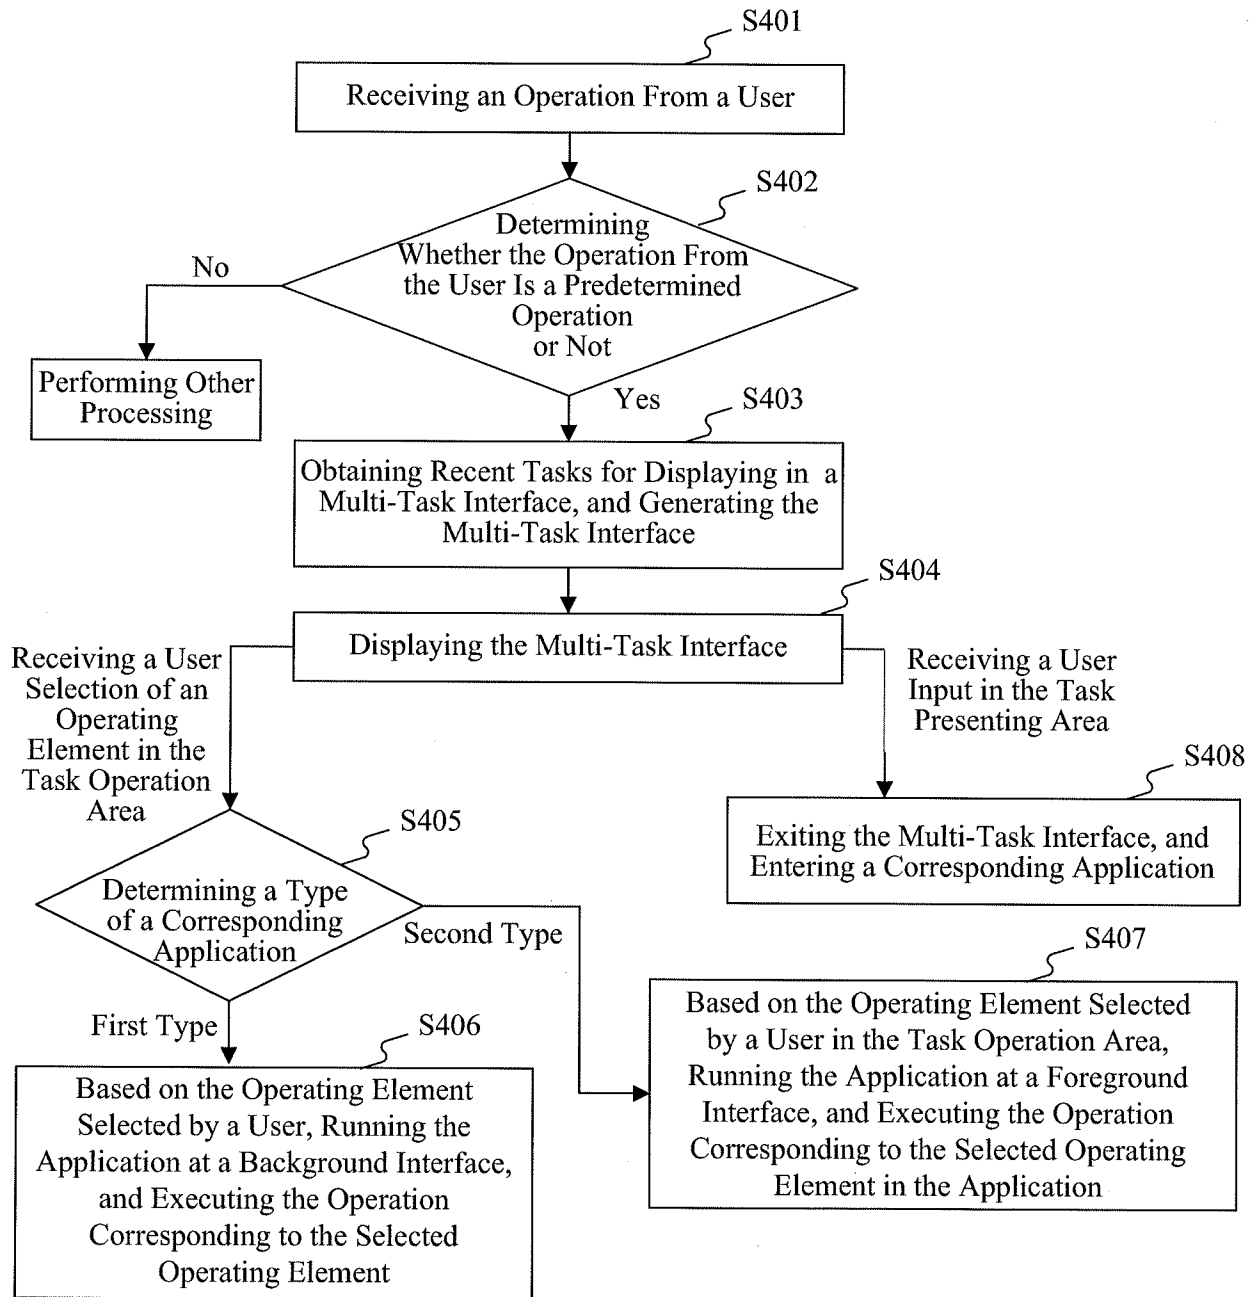 S401
Receiving an Operation From a User
S402
Determining
Whether the Operation From
the User Is a Predetermined
Operation
or Not
No
Performing Other
Processing
Yes
S403
Obtaining Recent Tasks for Displaying in a
Multi-Task Interface, and Generating the
Multi-Task Interface
S404
Displaying the Multi-Task Interface
Receiving a User
Selection of an
Operating
Element in the
Task Operation
Area
Receiving a User
Input in the Task
Presenting Area
S408
Exiting the Multi-Task Interface, and
Entering a Corresponding Application
S405
Determining a Type
of a Corresponding
Application
Second Type
First Type
S406
Based on the Operating Element
Selected by a User, Running the
Application at a Background Interface,
and Executing the Operation
Corresponding to the Selected
Operating Element
S407
Based on the Operating Element Selected
by a User in the Task Operation Area,
Running the Application at a Foreground
Interface, and Executing the Operation
Corresponding to the Selected Operating
Element in the Application